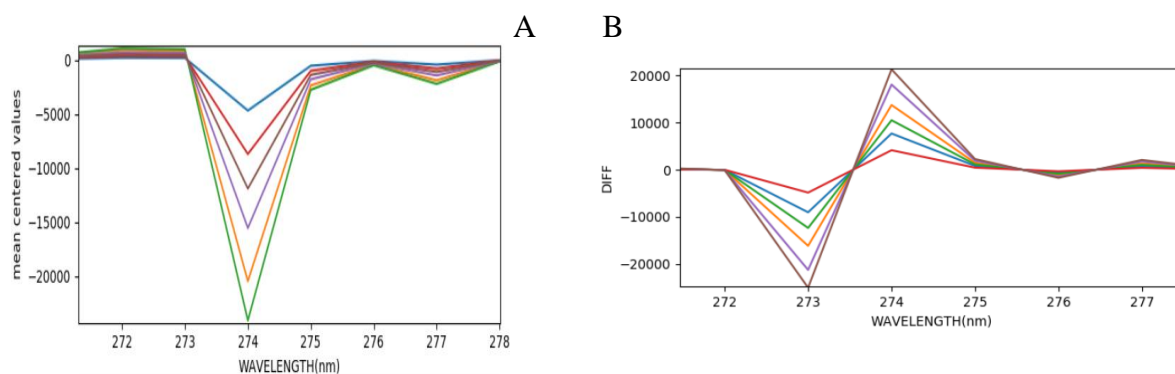 A
B
mean centered values
0
−5000
−10000
−15000
−20000
272 273 274 275 276 277 278
WAVELENGTH(nm)
DIFF
20000
10000
0
−10000
−20000
272 273 274 275 276 277
WAVELENGTH(nm)